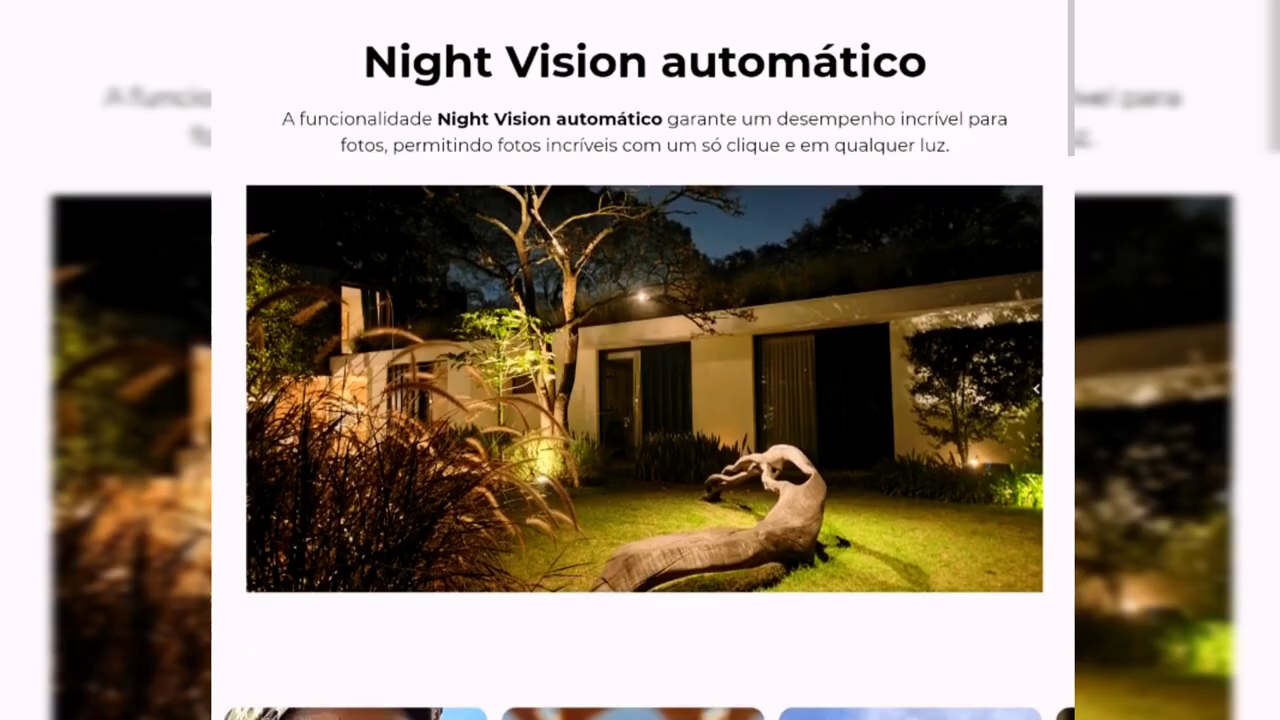 Night Vision automático
A funcionalidade Night Vision automático garante um desempenho incrível para
fotos, permitindo fotos incríveis com um só clique e em qualquer luz.